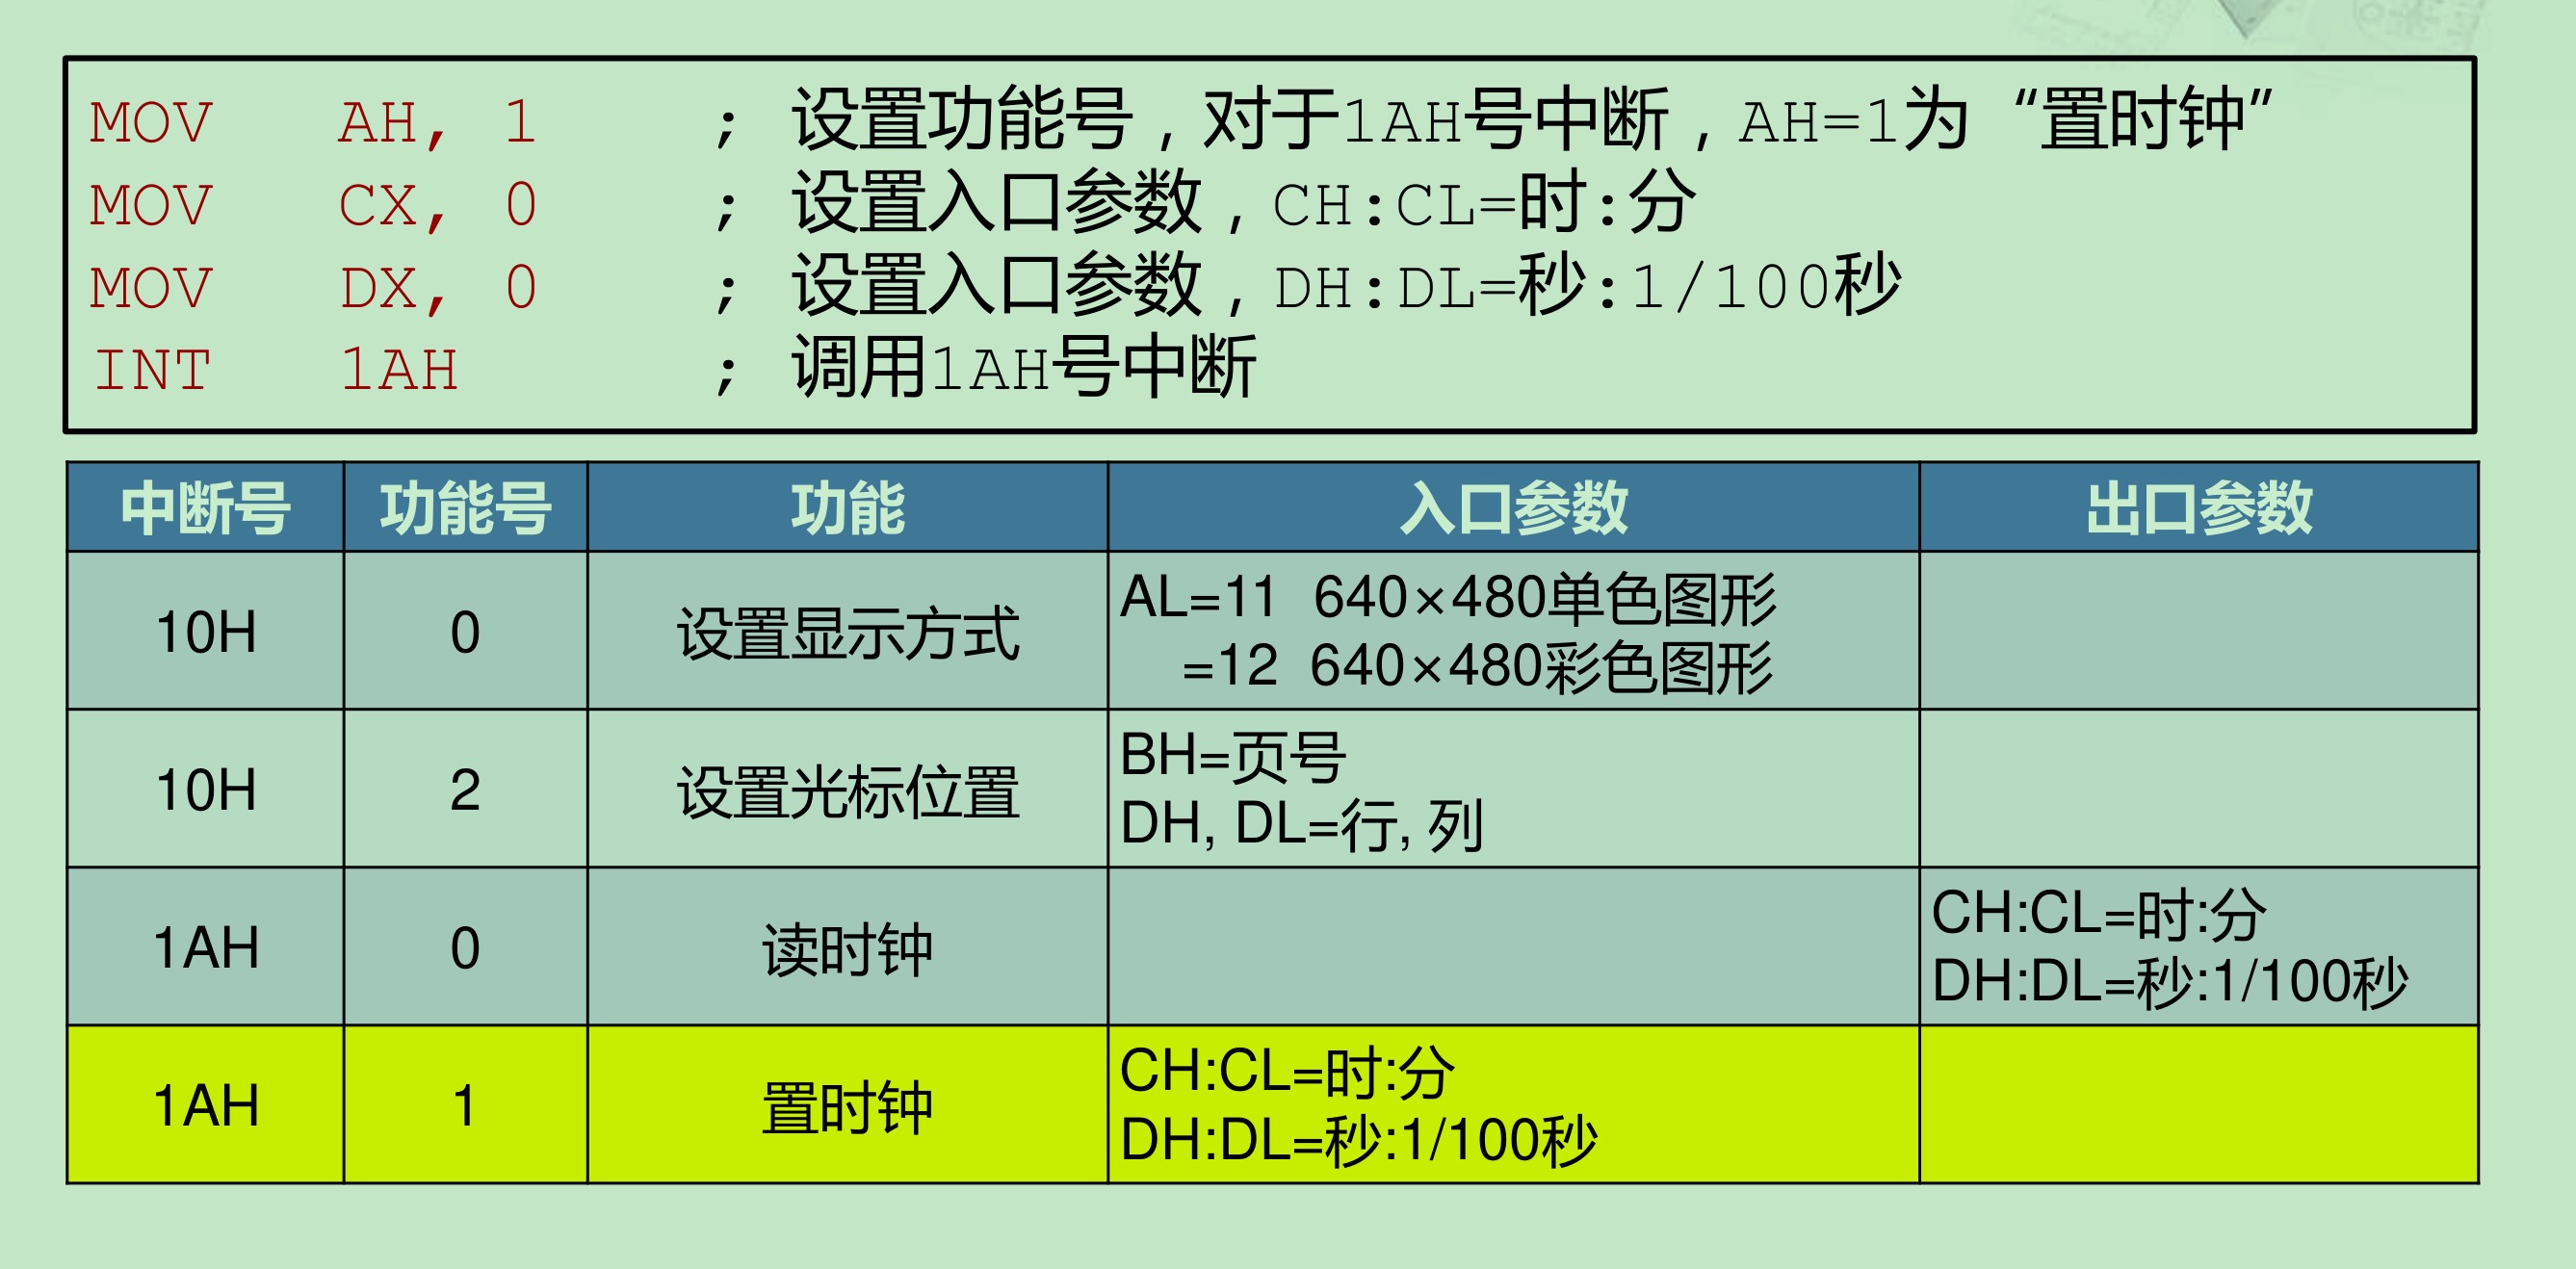 MOV AH, 1 ; 设置功能号,对于1AH号中断,AH=1为“置时钟”
MOV CX, 0 ; 设置入口参数,CH:CL=时:分
MOV DX, 0 ; 设置入口参数,DH:DL=秒:1/100秒
INT 1AH ; 调用1AH号中断
中断号 功能号 功能 入口参数 出口参数
10H 0 设置显示方式 AL=11 640×480单色图形
=12 640×480彩色图形
10H 2 设置光标位置 BH=页号
DH, DL=行, 列
1AH 0 读时钟 CH:CL=时:分
DH:DL=秒:1/100秒
1AH 1 置时钟 CH:CL=时:分
DH:DL=秒:1/100秒